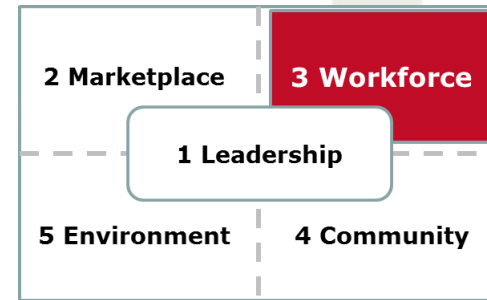 2 Marketplace
3 Workforce
1 Leadership
5 Environment
4 Community